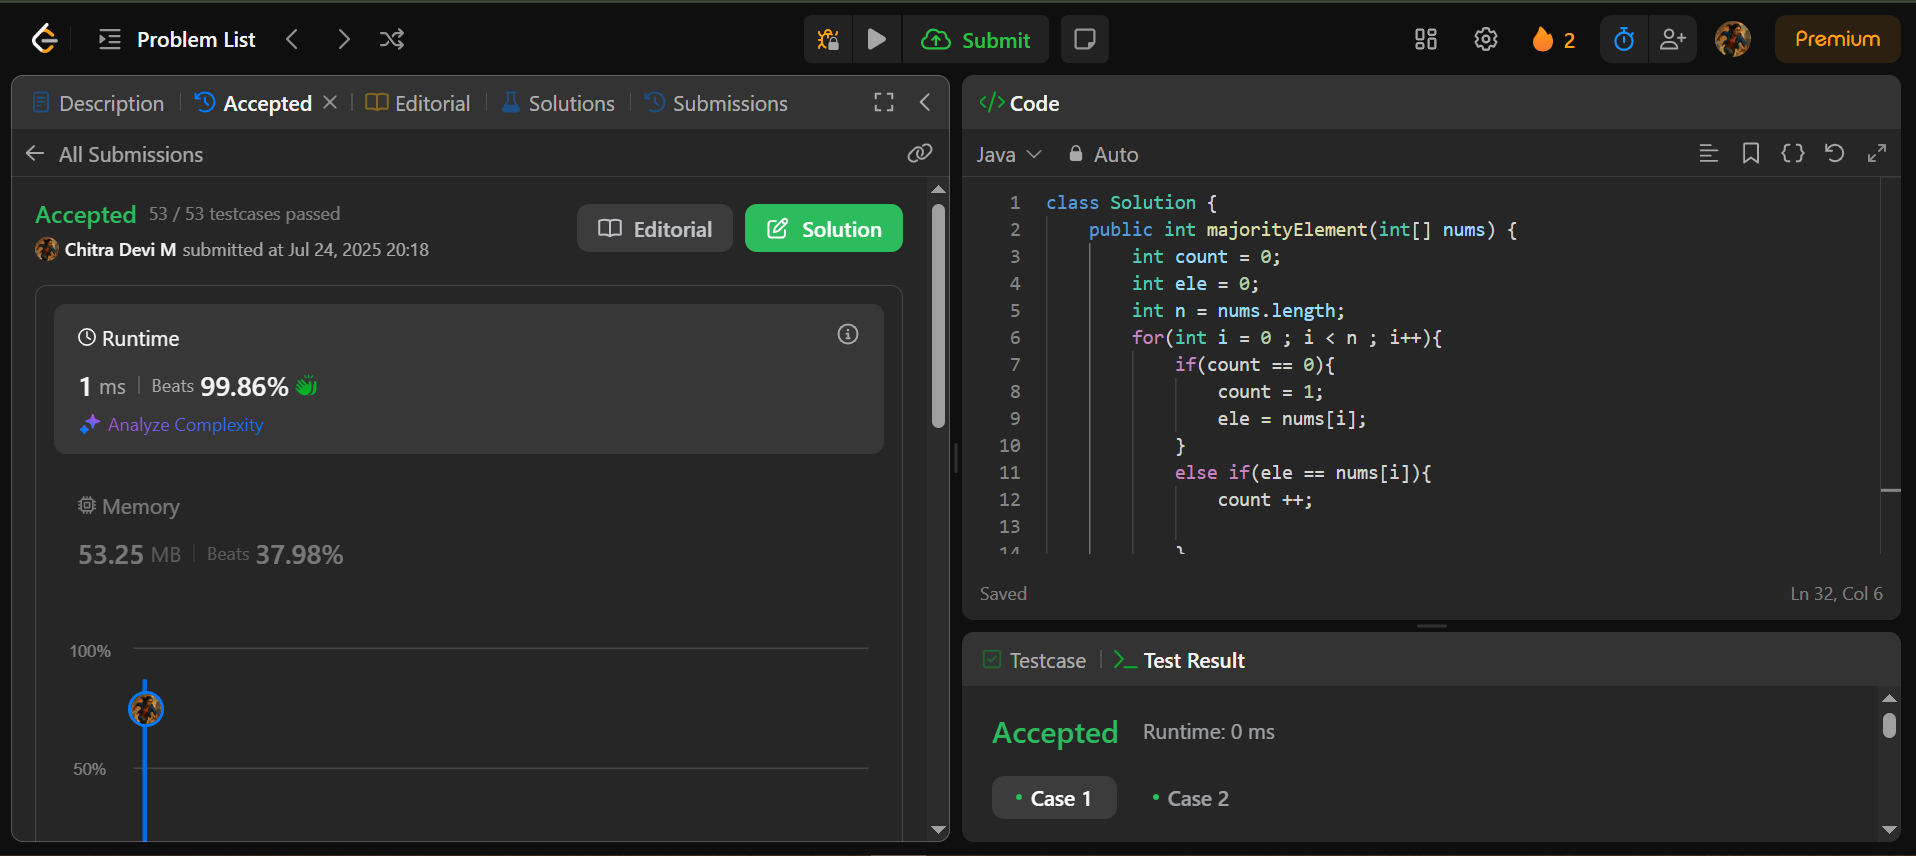 Problem List
Submit
2
Premium
Description
Accepted
Editorial
Solutions
Submissions
All Submissions
Accepted 53 / 53 testcases passed
Chitra Devi M submitted at Jul 24, 2025 20:18
Editorial
Solution
Runtime
1 ms Beats 99.86%
Analyze Complexity
Memory
53.25 MB Beats 37.98%
100%
50%
</> Code
Java
Auto
1 class Solution {
2 public int majorityElement(int[] nums) {
3 int count = 0;
4 int ele = 0;
5 int n = nums.length;
6 for(int i = 0 ; i < n ; i++){
7 if(count == 0){
8 count = 1;
9 ele = nums[i];
10 }
11 else if(ele == nums[i]){
12 count ++;
13
14 }
Saved
Ln 32, Col 6
Testcase
Test Result
Accepted Runtime: 0 ms
Case 1
Case 2